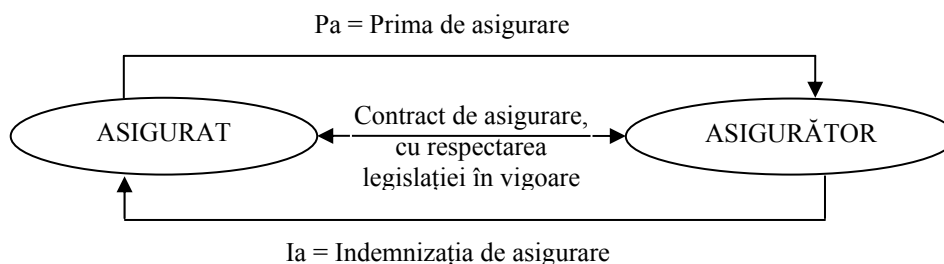 Pa = Prima de asigurare
ASIGURAT
Contract de asigurare,
cu respectarea
legislației în vigoare
ASIGURĂTOR
Ia = Indemnizația de asigurare